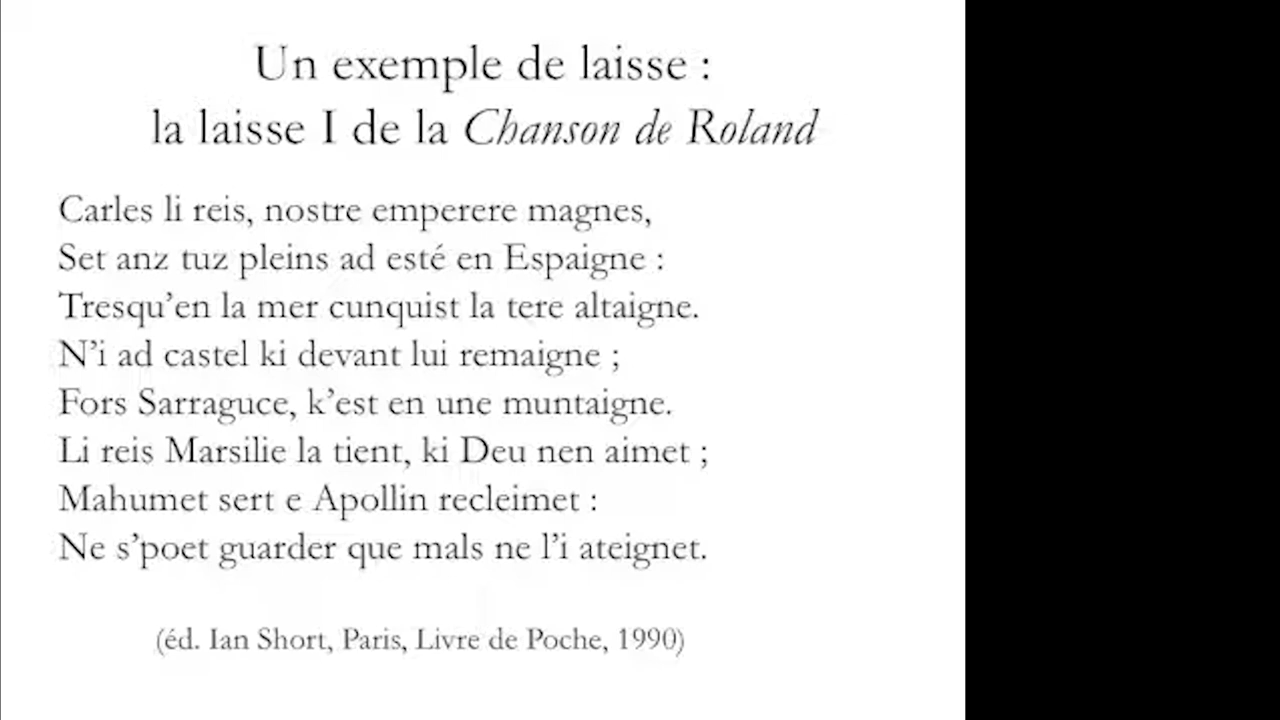 Un exemple de laisse :
la laisse I de la Chanson de Roland
Carles li reis, nostre emperere magnes,
Set anz tuz pleins ad esté en Espaigne :
Tresqu’en la mer cunquist la tere altaigne.
N’i ad castel ki devant lui remaigne ;
Fors Sarraguce, k’est en une muntaigne.
Li reis Marsilie la tient, ki Deu nen aimet ;
Mahumet sert e Apollin recleimet :
Ne s’poet guarder que mals ne l’i ateignet.
(éd. Ian Short, Paris, Livre de Poche, 1990)